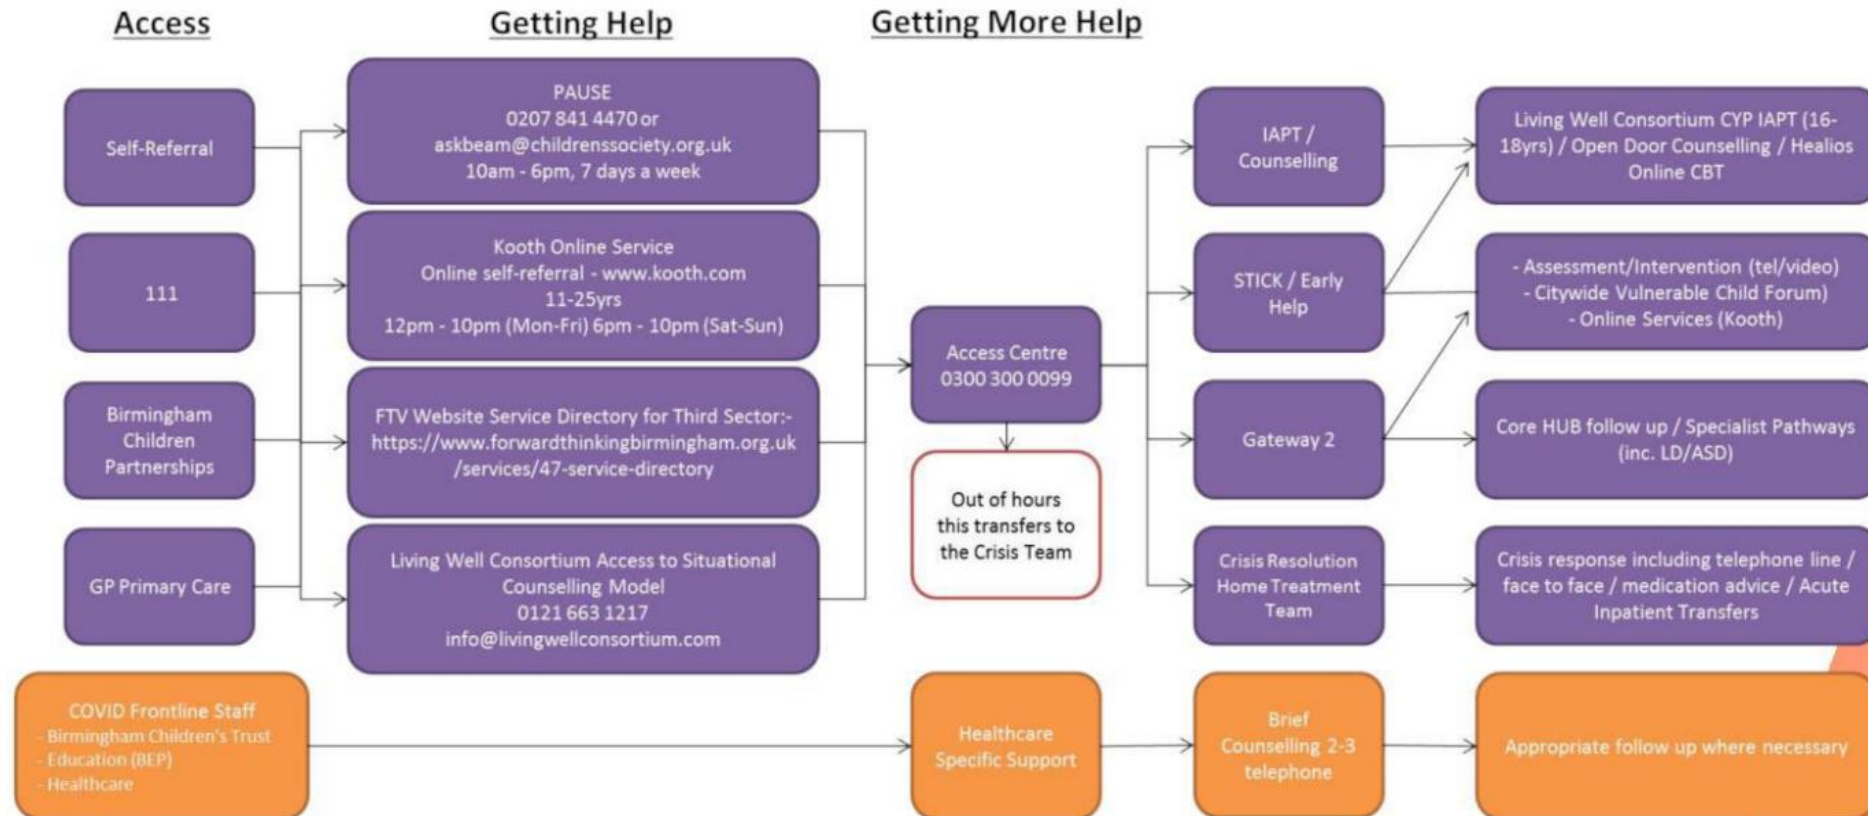 Access
Getting Help
Getting More Help
Self-Referral
111
Birmingham
Children
Partnerships
GP Primary Care
PAUSE
0207 841 4470 or
askbeam@childrenssociety.org.uk
10am - 6pm, 7 days a week
Kooth Online Service
Online self-referral - www.kooth.com
11-25yrs
12pm - 10pm (Mon-Fri) 6pm - 10pm (Sat-Sun)
FTV Website Service Directory for Third Sector:-
https://www.forwardthinkingbirmingham.org.uk
/services/47-service-directory
Living Well Consortium Access to Situational
Counselling Model
0121 663 1217
info@livingwellconsortium.com
Access Centre
0300 300 0099
Out of hours
this transfers to
the Crisis Team
IAPT /
Counselling
STICK / Early
Help
Gateway 2
Crisis Resolution
Home Treatment
Team
Living Well Consortium CYP IAPT (16-
18yrs) / Open Door Counselling / Healios
Online CBT
- Assessment/Intervention (tel/video)
- Citywide Vulnerable Child Forum)
- Online Services (Kooth)
Core HUB follow up / Specialist Pathways
(inc. LD/ASD)
Crisis response including telephone line /
face to face / medication advice / Acute
Inpatient Transfers
COVID Frontline Staff
- Birmingham Children's Trust
- Education (BEP)
- Healthcare
Healthcare
Specific Support
Brief
Counselling 2-3
telephone
Appropriate follow up where necessary